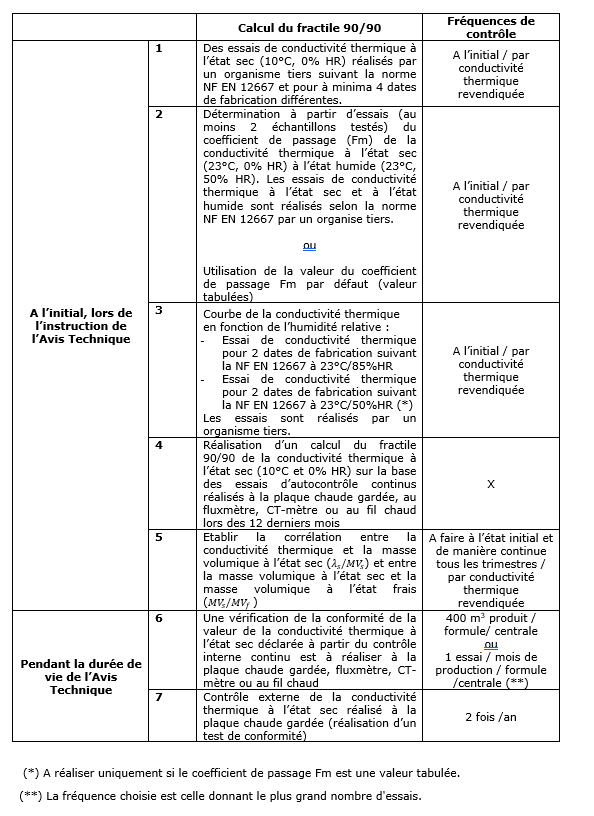 Calcul du fractile 90/90
Fréquences de
contrôle
A l’initial, lors de
l’instruction de
l’Avis Technique
1
Des essais de conductivité thermique à
l’état sec (10°C, 0% HR) réalisés par
un organisme tiers suivant la norme
NF EN 12667 et pour à minima 4 dates
de fabrication différentes.
A l’initial / par
conductivité
thermique
revendiquée
2
Détermination à partir d’essais (au
moins 2 échantillons testés) du
coefficient de passage (Fm) de la
conductivité thermique à l’état sec
(23°C, 0% HR) à l’état humide (23°C,
50% HR). Les essais de conductivité
thermique à l’état sec et à l’état
humide sont réalisés selon la norme
NF EN 12667 par un organise tiers.
ou
Utilisation de la valeur du coefficient
de passage Fm par défaut (valeur
tabulées)
A l’initial / par
conductivité
thermique
revendiquée
3
Courbe de la conductivité thermique
en fonction de l’humidité relative :
- Essai de conductivité thermique
pour 2 dates de fabrication suivant
la NF EN 12667 à 23°C/85%HR
- Essai de conductivité thermique
pour 2 dates de fabrication suivant
la NF EN 12667 à 23°C/50%HR (*)
Les essais sont réalisés par un
organisme tiers.
A l’initial / par
conductivité
thermique
revendiquée
4
Réalisation d’un calcul du fractile
90/90 de la conductivité thermique à
l’état sec (10°C et 0% HR) sur la base
des essais d’autocontrôle continus
réalisés à la plaque chaude gardée, au
fluxmètre, CT-mètre ou au fil chaud
lors des 12 derniers mois
X
5
Etablir la corrélation entre la
conductivité thermique et la masse
volumique à l’état sec (λs/MVs) et entre
la masse volumique à l’état sec et la
masse volumique à l’état frais
(MVs/MVf )
A faire à l’état initial et
de manière continue
tous les trimestres /
par conductivité
thermique
revendiquée
Pendant la durée de
vie de l’Avis
Technique
6
Une vérification de la conformité de la
valeur de la conductivité thermique à
l’état sec déclarée à partir du contrôle
interne continu est à réaliser à la
plaque chaude gardée, fluxmètre, CT-
mètre ou au fil chaud
400 m³ produit /
formule/ centrale
ou
1 essai / mois de
production / formule
/centrale (**)
7
Contrôle externe de la conductivité
thermique à l’état sec réalisé à la
plaque chaude gardée (réalisation d’un
test de conformité)
2 fois /an
(*) A réaliser uniquement si le coefficient de passage Fm est une valeur tabulée.
(**) La fréquence choisie est celle donnant le plus grand nombre d'essais.